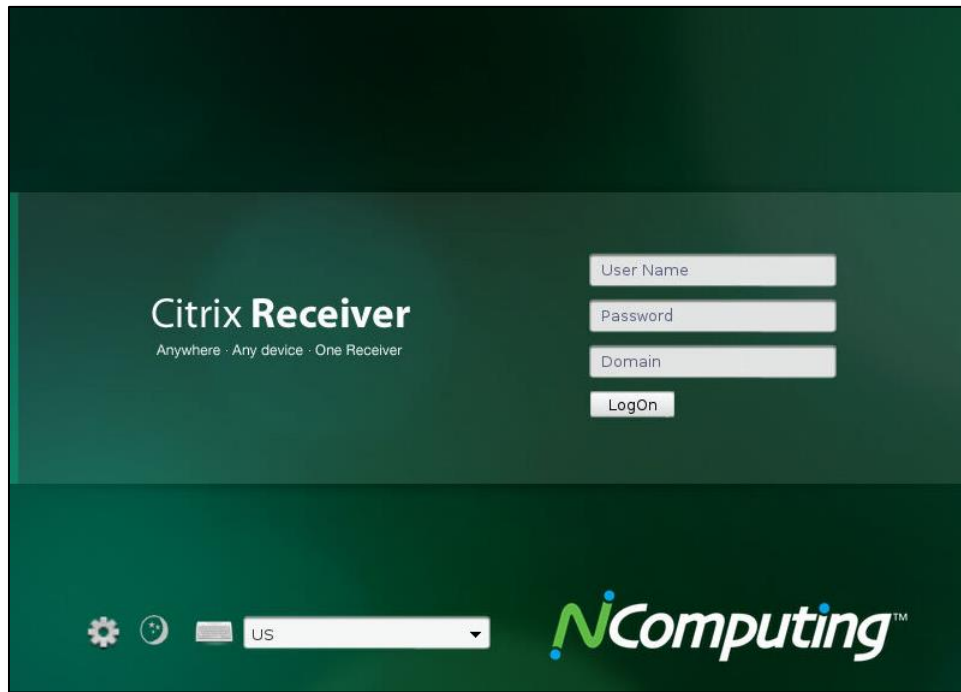 User Name
Citrix Receiver
Password
Anywhere · Any device · One Receiver
Domain
LogOn
US
NComputing™